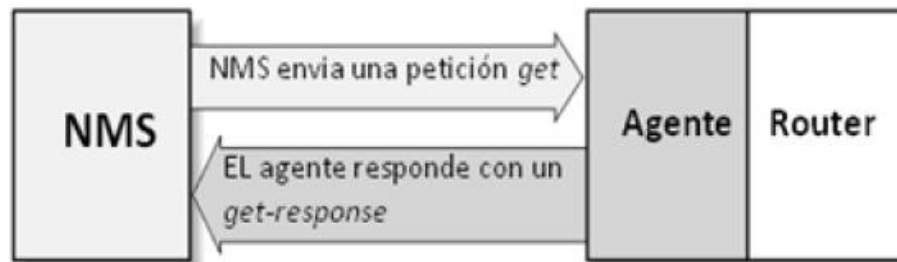 NMS
NMS envia una petición get
EL agente responde con un
get-response
Agente
Router